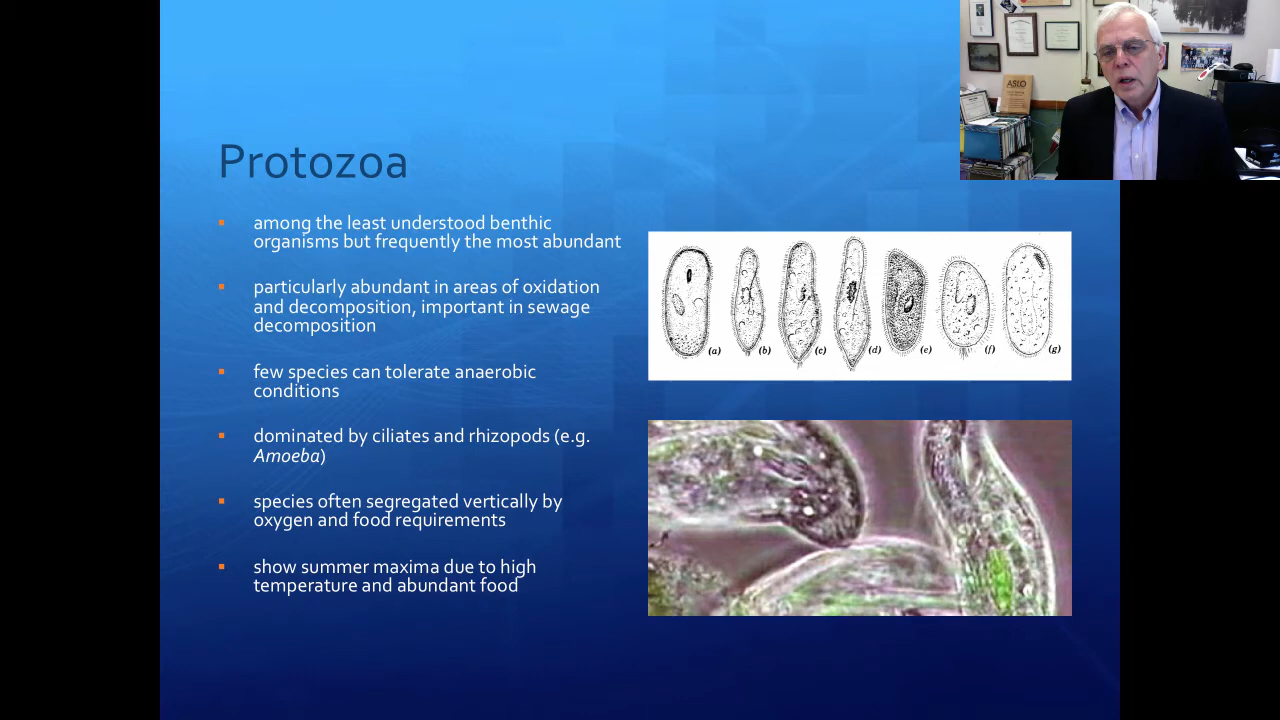 Protozoa
ASLO
among the least understood benthic
organisms but frequently the most abundant
particularly abundant in areas of oxidation
and decomposition, important in sewage
decomposition
few species can tolerate anaerobic
conditions
dominated by ciliates and rhizopods (e.g.
Amoeba)
species often segregated vertically by
oxygen and food requirements
show summer maxima due to high
temperature and abundant food
(a) (b) (c) (d) (e) (f) (g)